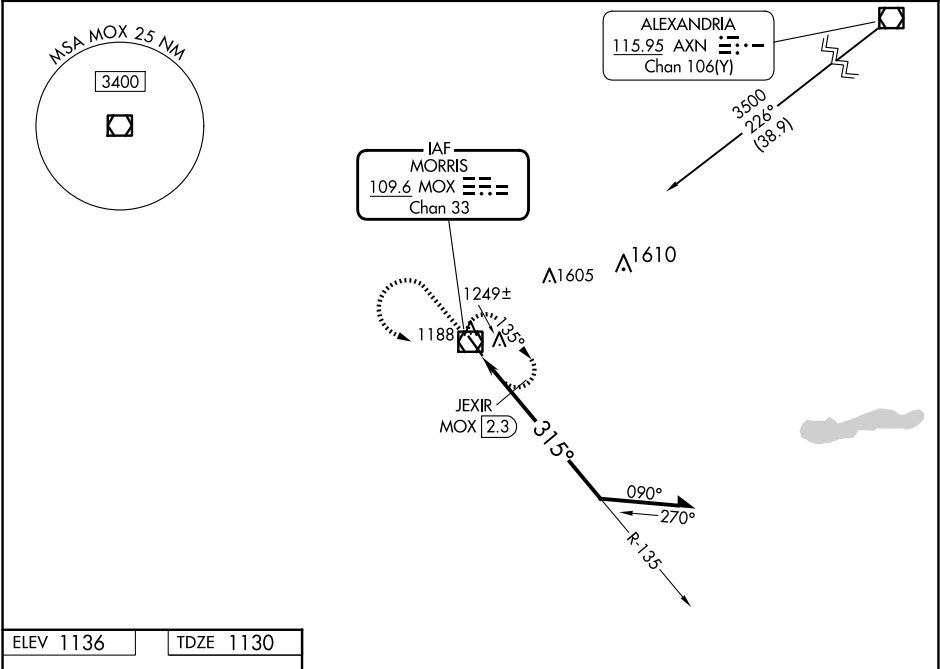 MSA MOX 25 NM
3400
ALEXANDRIA
115.95 AXN
Chan 106(Y)
3500
226°
(38.9)
IAF
MORRIS
109.6 MOX
Chan 33
1610
1605
1249±
1188
135°
JEXIR
MOX 2.3
315°
090°
270°
R-135
ELEV 1136
TDZE 1130